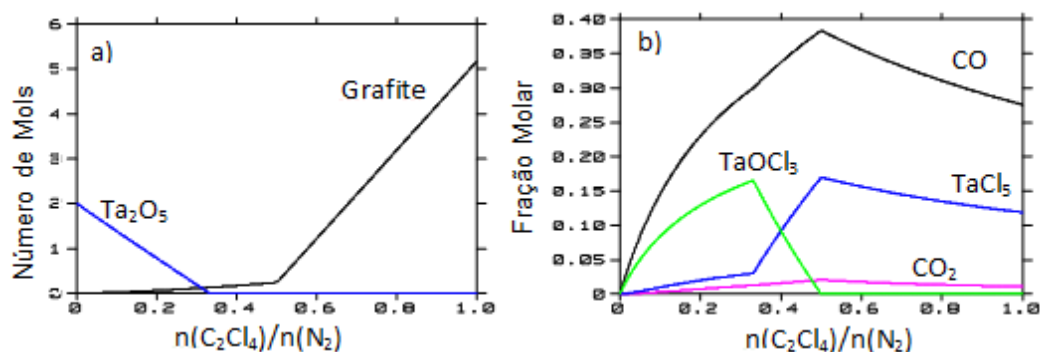 a)
Número de Mols
6
5
4
3
2
1
0
Grafite
Ta₂O₅
0 0.2 0.4 0.6 0.8 1.0
n(C₂Cl₄)/n(N₂)
b)
Fração Molar
0.40
0.35
0.30
0.25
0.20
0.15
0.10
0.05
0
CO
TaOCl₃
TaCl₅
CO₂
0 0.2 0.4 0.6 0.8 1.0
n(C₂Cl₄)/n(N₂)